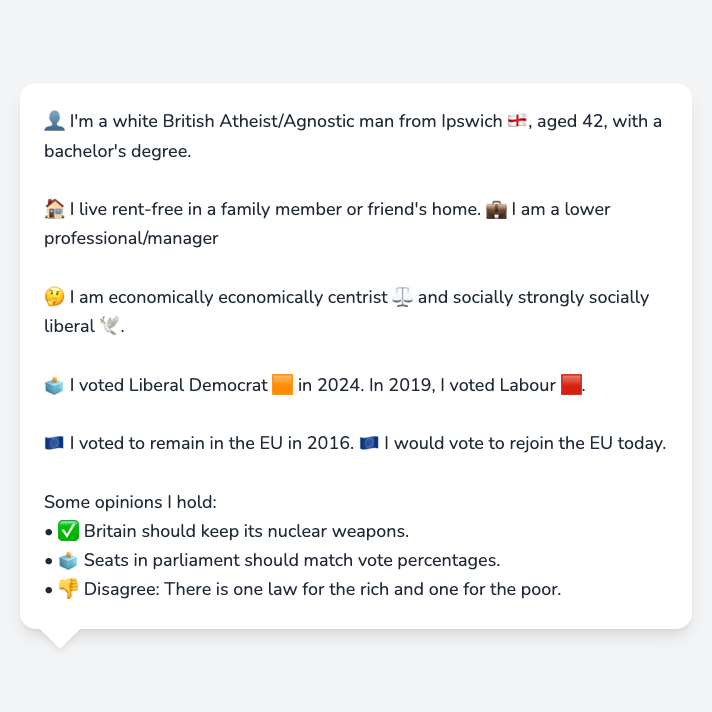 👤 I'm a white British Atheist/Agnostic man from Ipswich 🏴󠁧󠁢󠁥󠁮󠁧󠁿, aged 42, with a
bachelor's degree.
🏠 I live rent-free in a family member or friend's home. 💼 I am a lower
professional/manager
🤔 I am economically economically centrist ⚖️ and socially strongly socially
liberal 🕊️.
🗳️ I voted Liberal Democrat 🟧 in 2024. In 2019, I voted Labour 🟥.
🇪🇺 I voted to remain in the EU in 2016. 🇪🇺 I would vote to rejoin the EU today.
Some opinions I hold:
• ✅ Britain should keep its nuclear weapons.
• 🗳️ Seats in parliament should match vote percentages.
• 👎 Disagree: There is one law for the rich and one for the poor.